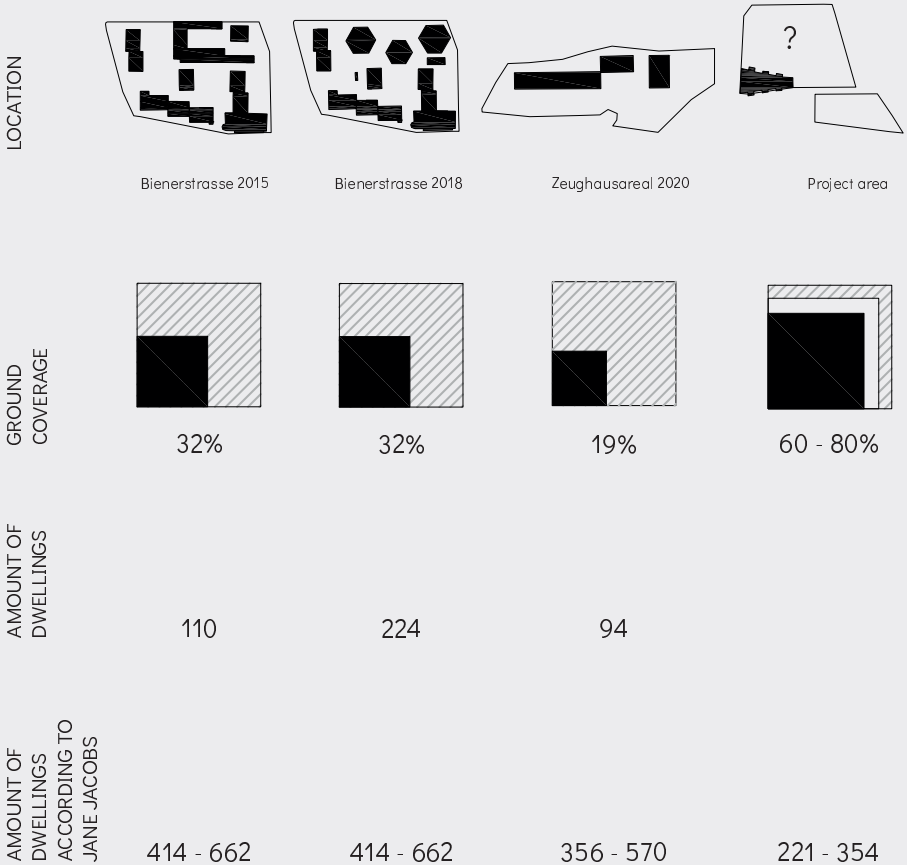 LOCATION
?
Bienerstrasse 2015
Bienerstrasse 2018
Zeughausareal 2020
Project area
GROUND
COVERAGE
32%
32%
19%
60 - 80%
AMOUNT OF
DWELLINGS
110
224
94
AMOUNT OF
DWELLINGS
ACCORDING TO
JANE JACOBS
414 - 662
414 - 662
356 - 570
221 - 354